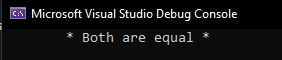 Microsoft Visual Studio Debug Console
* Both are equal *